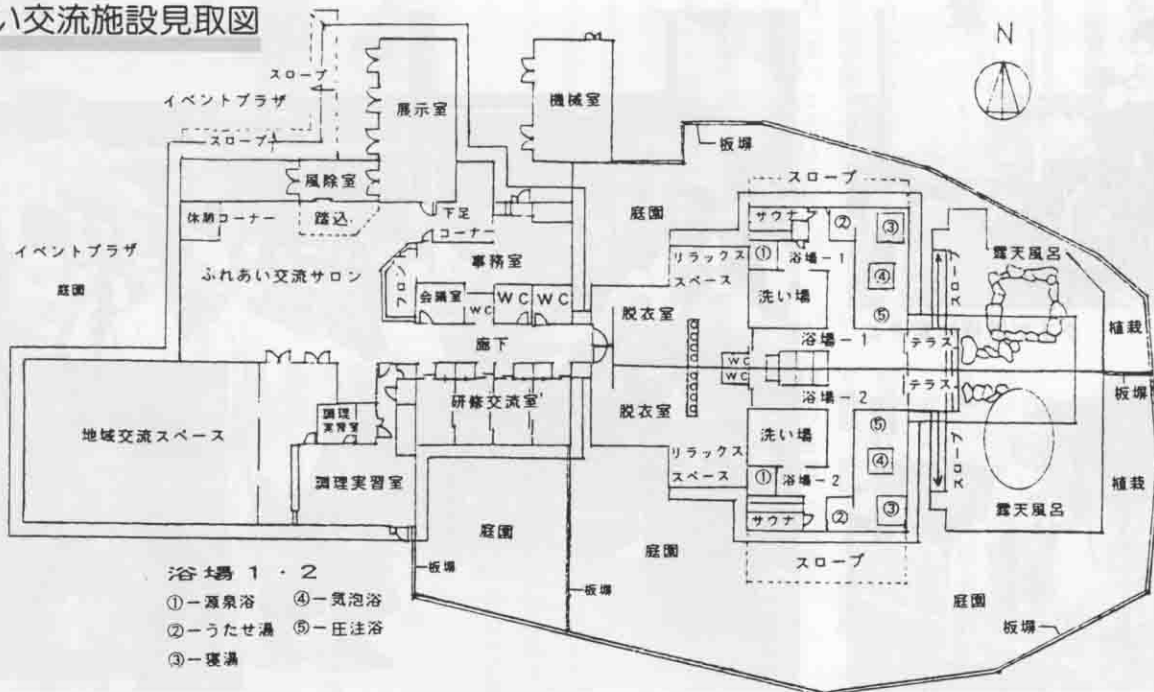 い交流施設見取図
N
スロープ
イベントプラザ
スロープ
展示室
機械室
板塀
風除室
踏込
下足
コーナー
休憩コーナー
イベントプラザ
庭園
ふれあい交流サロン
フロント
事務室
会議室
WC
WC
WC
廊下
研修交流室
地域交流スペース
調理
実習室
調理実習室
庭園
板塀
板塀
庭園
リラックス
スペース
脱衣室
脱衣室
リラックス
スペース
庭園
スロープ
サウナ
②
③
①
浴場-1
④
洗い場
⑤
浴場-1
テラス
WC
WC
浴場-2
テラス
洗い場
⑤
④
①
浴場-2
サウナ
②
③
スロープ
スロープ
露天風呂
植栽
板塀
スロープ
露天風呂
植栽
庭園
板塀
浴場1・2
①-源泉浴 ④-気泡浴
②-うたせ湯 ⑤-圧注浴
③-寝湯